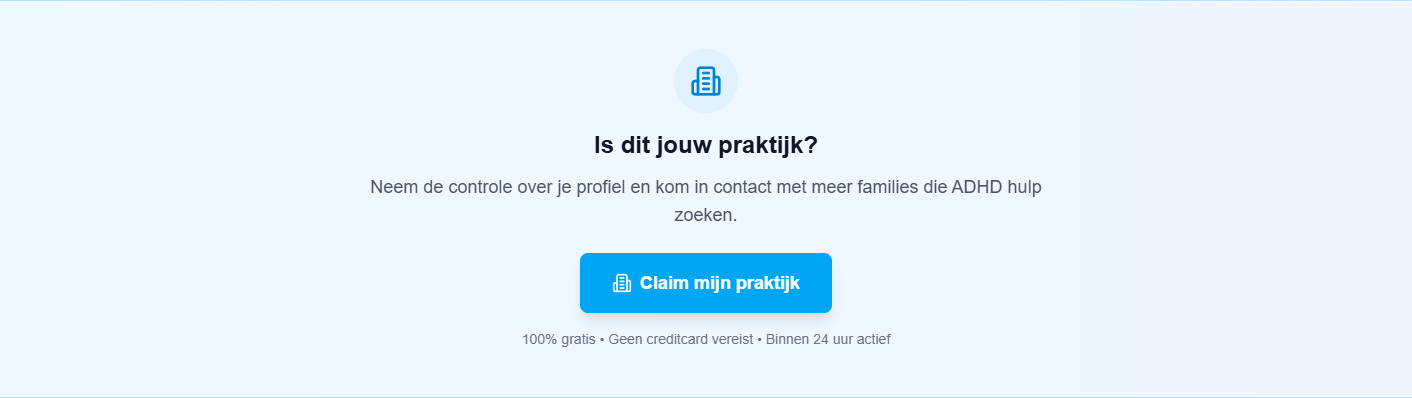 Is dit jouw praktijk?
Neem de controle over je profiel en kom in contact met meer families die ADHD hulp
zoeken.
Claim mijn praktijk
100% gratis • Geen creditcard vereist • Binnen 24 uur actief